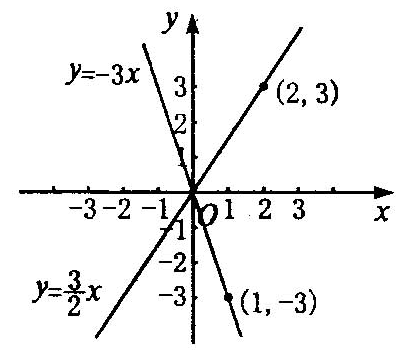 y
y=-3x
3
(2, 3)
2
1
-3 -2 -1 O 1 2 3 x
-1
-2
y=3/2x
-3
(1, -3)